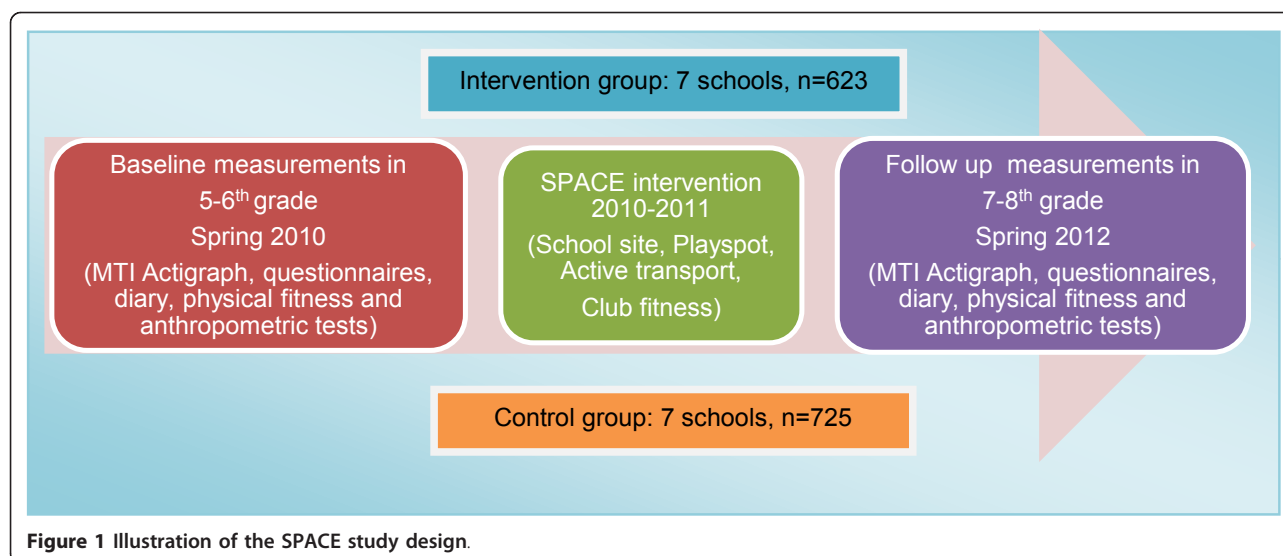 Intervention group: 7 schools, n=623
Baseline measurements in
5-6th grade
Spring 2010
(MTI Actigraph, questionnaires,
diary, physical fitness and
anthropometric tests)
SPACE intervention
2010-2011
(School site, Playspot,
Active transport,
Club fitness)
Follow up measurements in
7-8th grade
Spring 2012
(MTI Actigraph, questionnaires,
diary, physical fitness and
anthropometric tests)
Control group: 7 schools, n=725
Figure 1 Illustration of the SPACE study design.